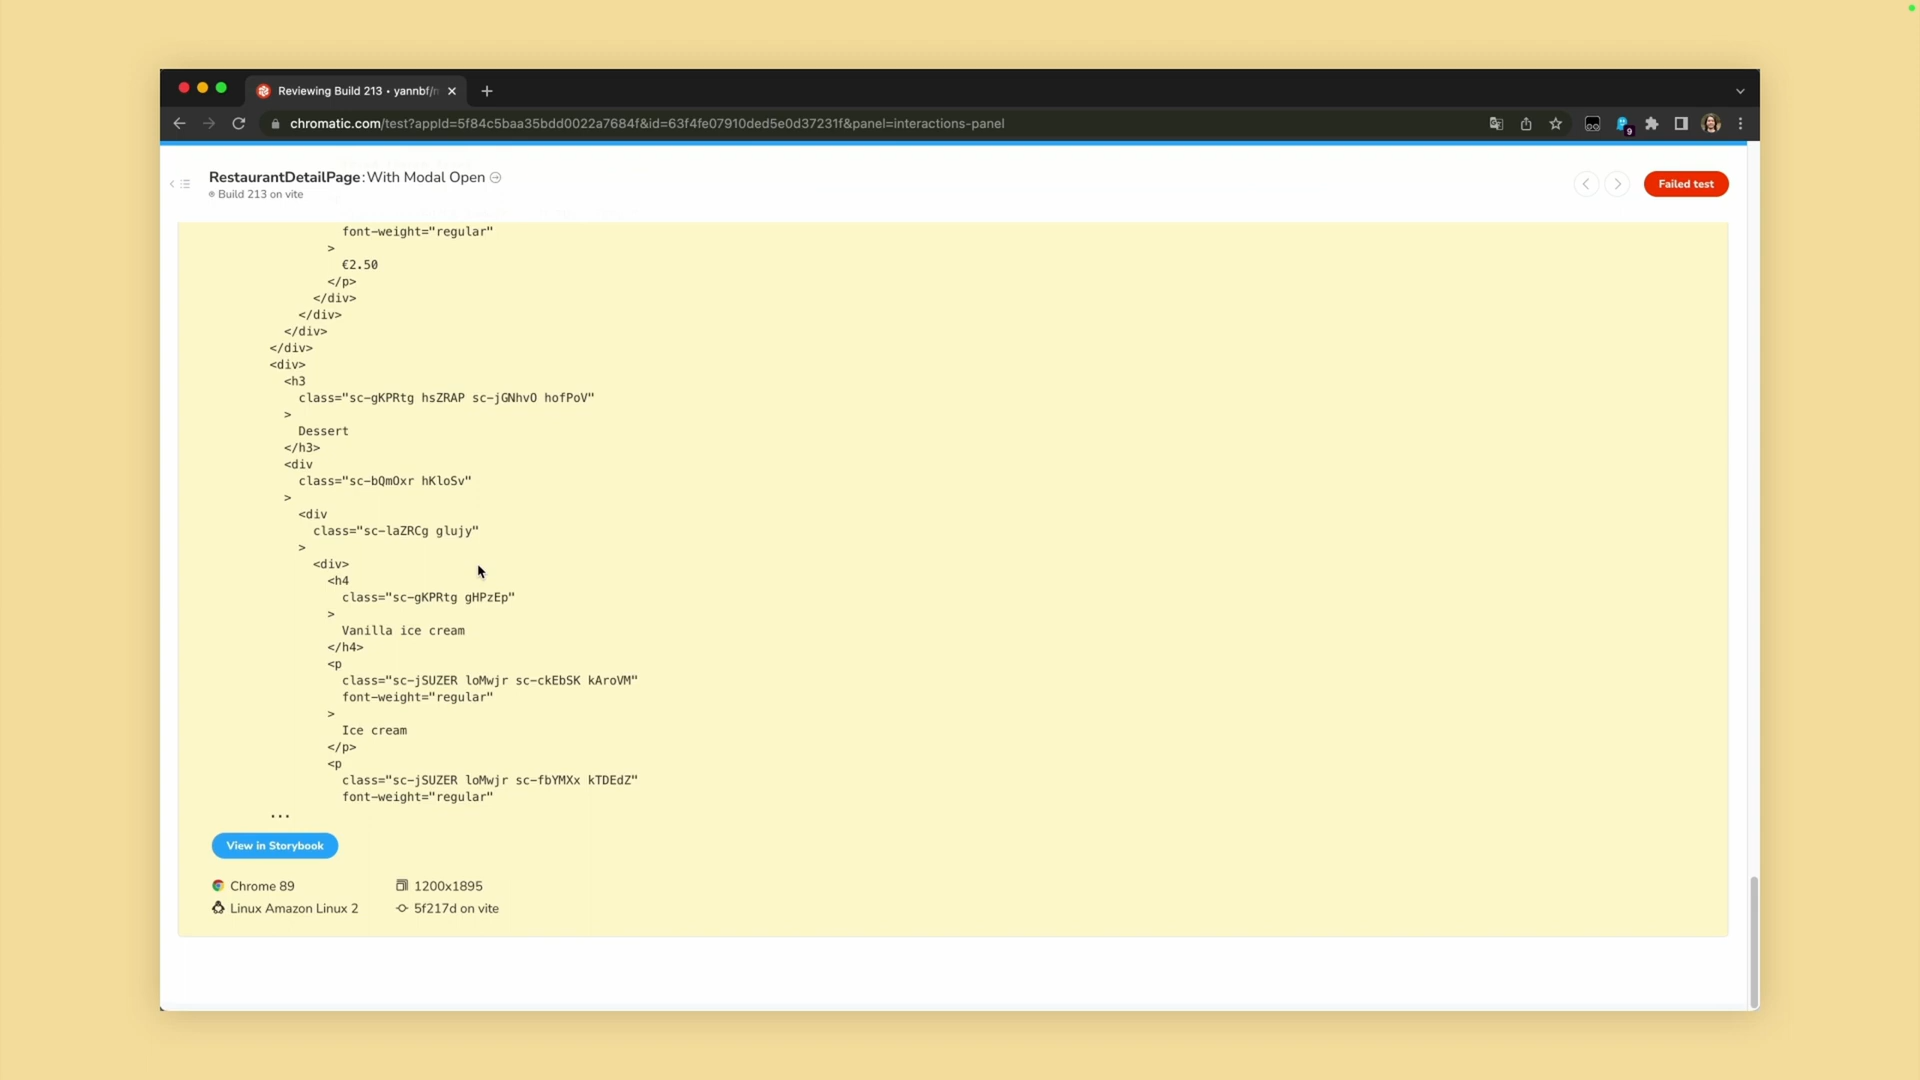 Reviewing Build 213 • yannbf/
chromatic.com/test?appId=5f84c5baa35bdd0022a7684f&id=63f4fe07910ded5e0d37231f&panel=interactions-panel
9
RestaurantDetailPage: With Modal Open
Build 213 on vite
Failed test
font-weight="regular"
>
€2.50
</p>
</div>
</div>
</div>
</div>
<div>
<h3
class="sc-gKPRtg hsZRAP sc-jGNhvO hofPoV"
>
Dessert
</h3>
<div
class="sc-bQmOxr hKloSv"
>
<div
class="sc-laZRCg glujy"
>
<div>
<h4
class="sc-gKPRtg gHPzEp"
>
Vanilla ice cream
</h4>
<p
class="sc-jSUZER loMwjr sc-ckEbSK kAroVM"
font-weight="regular"
>
Ice cream
</p>
<p
class="sc-jSUZER loMwjr sc-fbYMXx kTDEdZ"
font-weight="regular"
...
View in Storybook
Chrome 89
1200x1895
Linux Amazon Linux 2
5f217d on vite